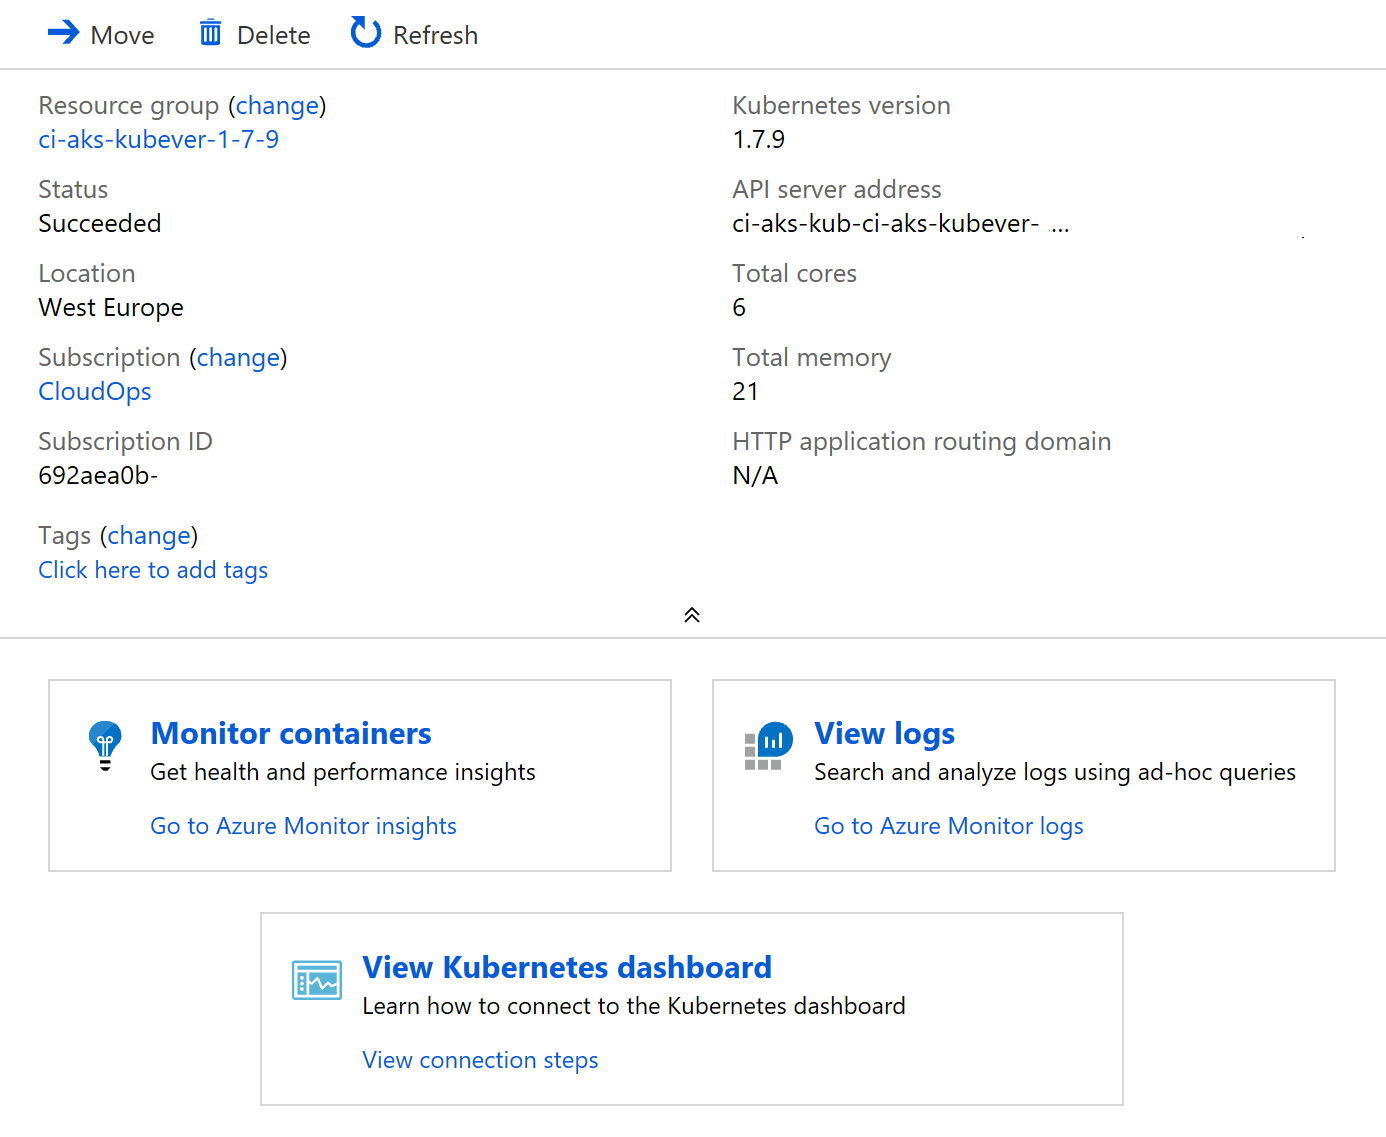 Move Delete Refresh
Resource group (change)
ci-aks-kubever-1-7-9
Status
Succeeded
Location
West Europe
Subscription (change)
CloudOps
Subscription ID
692aea0b-
Tags (change)
Click here to add tags
Kubernetes version
1.7.9
API server address
ci-aks-kub-ci-aks-kubever- ...
Total cores
6
Total memory
21
HTTP application routing domain
N/A
Monitor containers
Get health and performance insights
Go to Azure Monitor insights
View logs
Search and analyze logs using ad-hoc queries
Go to Azure Monitor logs
View Kubernetes dashboard
Learn how to connect to the Kubernetes dashboard
View connection steps